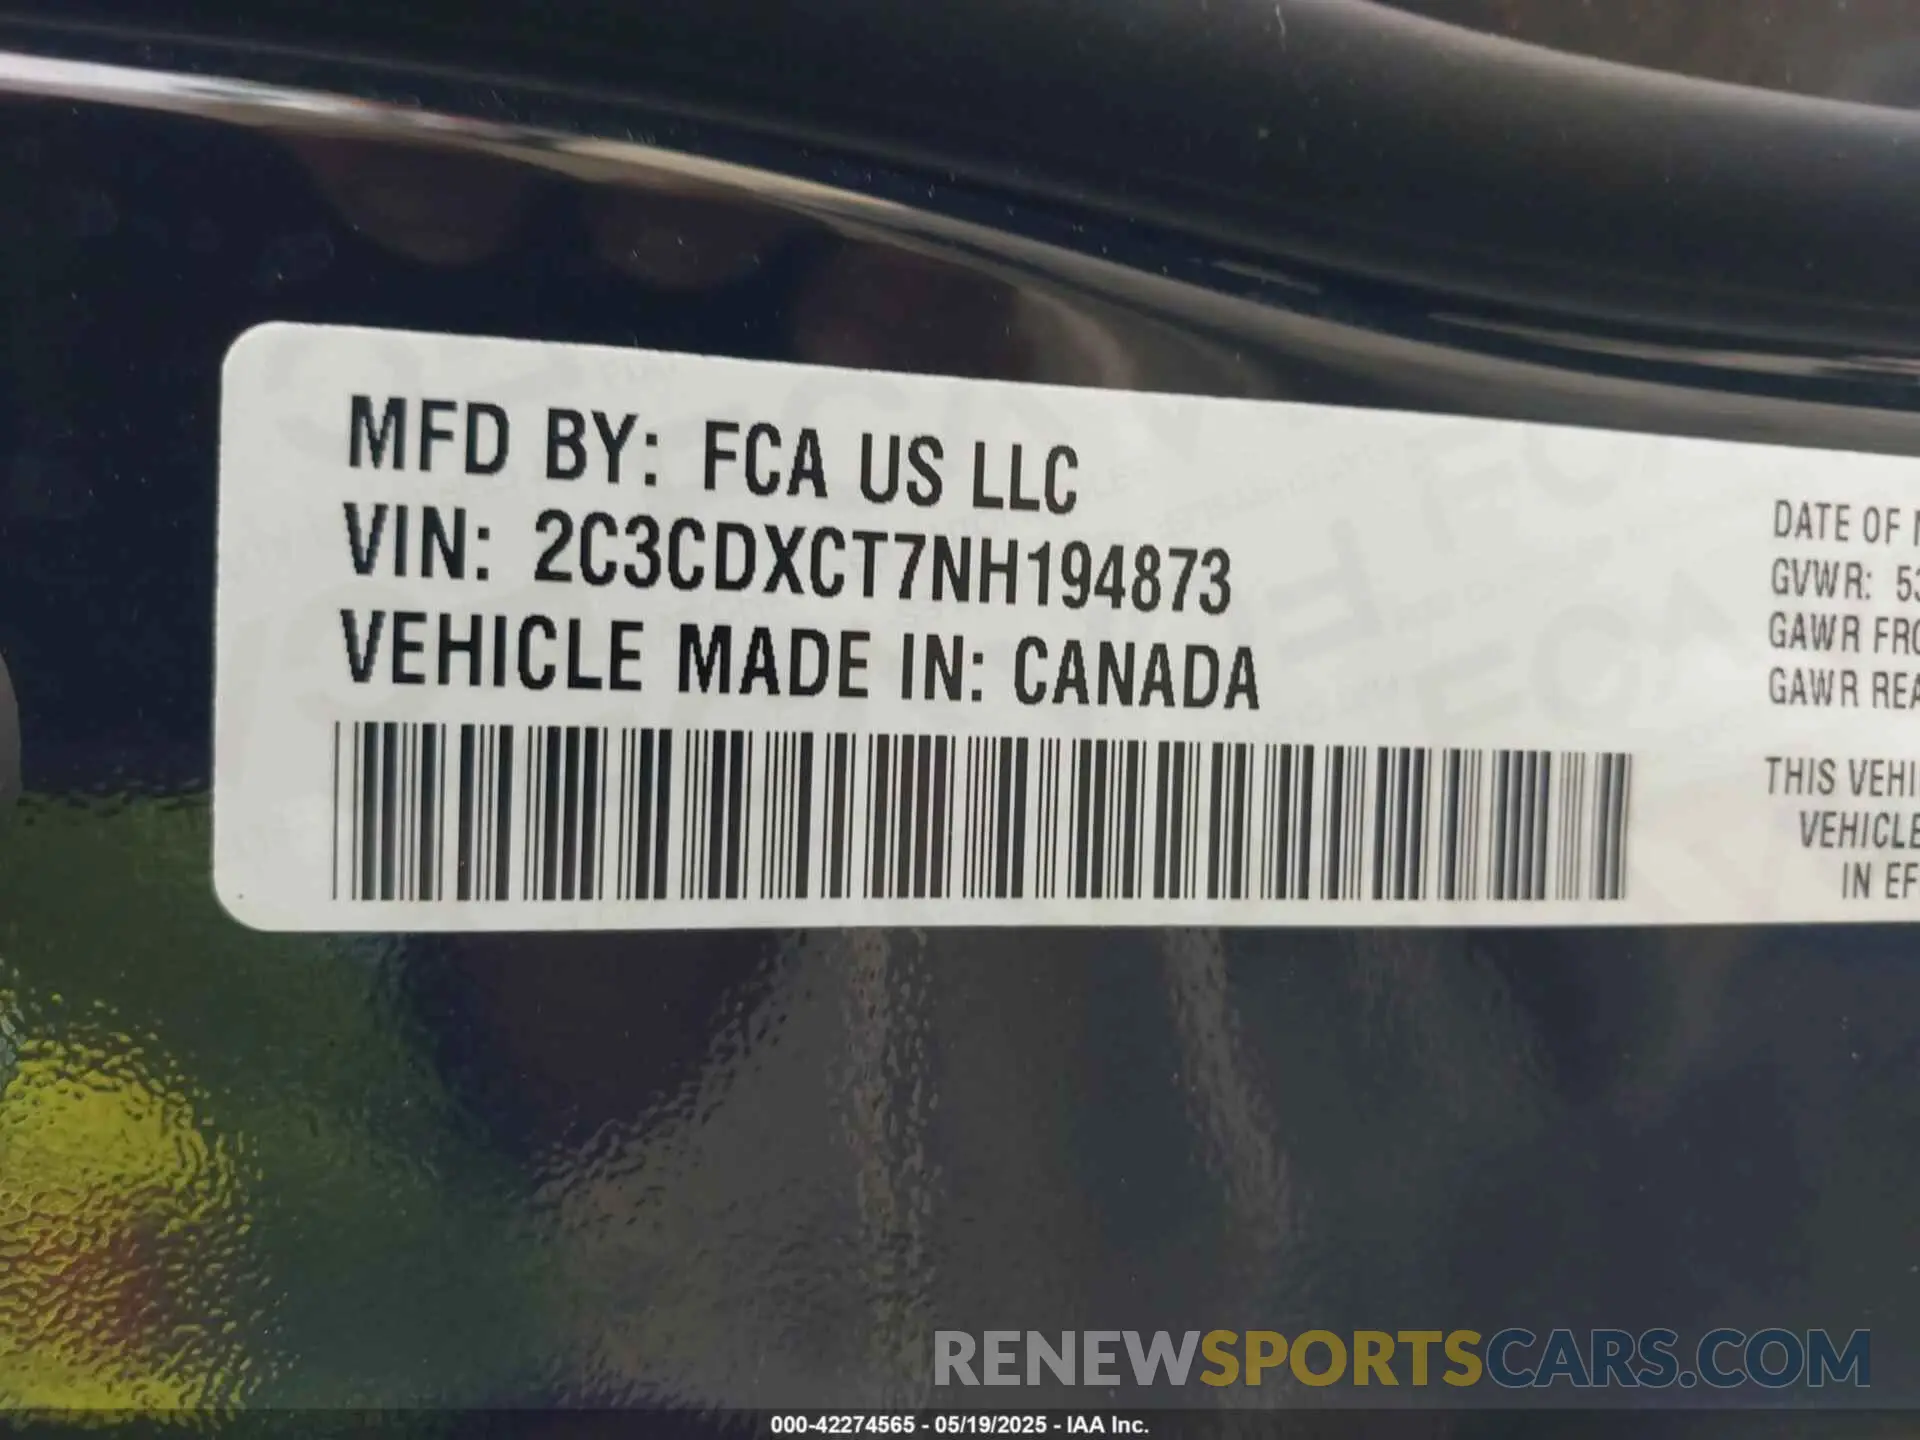 MFD BY: FCA US LLC
VIN: 2C3CDXCT7NH194873
VEHICLE MADE IN: CANADA
DATE OF
GVWR: 53
GAWR FRO
GAWR REA
THIS VEHI
VEHICLE
IN EF
RENEWSPORTSCARS.COM
000-42274565 - 05/19/2025 - IAA Inc.